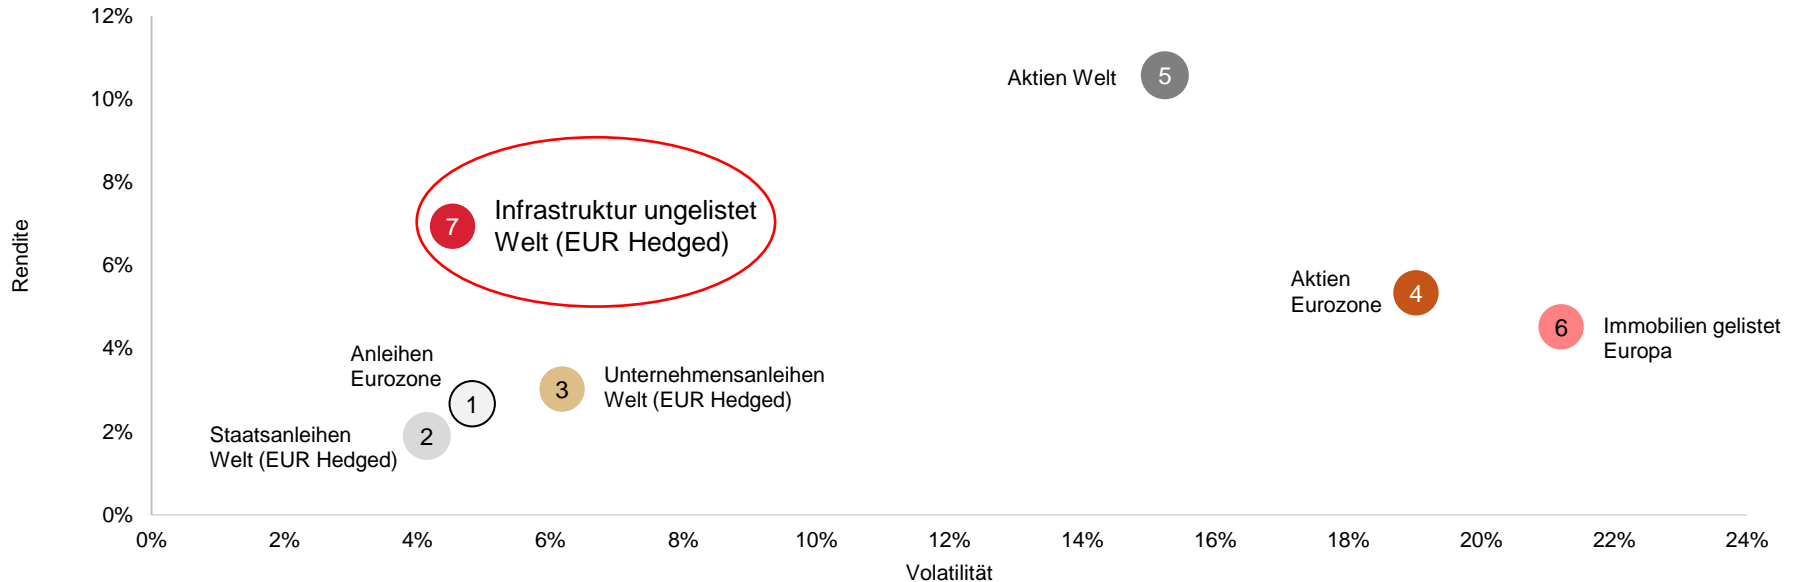 12%
10%
8%
6%
4%
2%
0%
Rendite
Aktien Welt
5
7
Infrastruktur ungelistet
Welt (EUR Hedged)
Aktien
Eurozone
4
6
Immobilien gelistet
Europa
Anleihen
Eurozone
1
3
Unternehmensanleihen
Welt (EUR Hedged)
2
Staatsanleihen
Welt (EUR Hedged)
0%
2%
4%
6%
8%
10%
12%
14%
16%
18%
20%
22%
24%
Volatilität